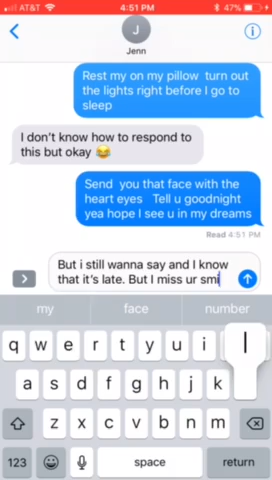 AT&T 4:51 PM 47%
J
Jenn
Rest my on my pillow turn out
the lights right before I go to
sleep
I don't know how to respond to
this but okay 😂
Send you that face with the
heart eyes Tell u goodnight
yea hope I see u in my dreams
Read 4:51 PM
But i still wanna say and I know
that it's late. But I miss ur smi
my face number
q w e r t y u i l
a s d f g h j k
z x c v b n m
123 space return